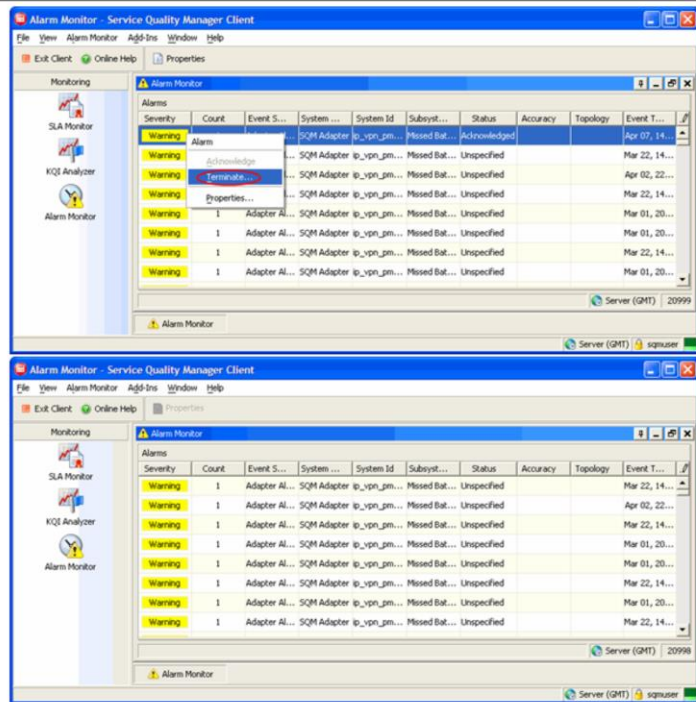 Alarm Monitor - Service Quality Manager Client
File View Alarm Monitor Add-Ins Window Help
Exit Client Online Help Properties
Monitoring
SLA Monitor
KQI Analyzer
Alarm Monitor
Alarm Monitor
Alarms
Severity Count Event S... System ... System Id Subsyst... Status Accuracy Topology Event T...
Warning SQM Adapter ip_vpn_pm... Missed Bat... Acknowledged Apr 07, 14...
Warning SQM Adapter ip_vpn_pm... Missed Bat... Unspecified Mar 22, 14...
Warning SQM Adapter ip_vpn_pm... Missed Bat... Unspecified Apr 02, 22...
Warning SQM Adapter ip_vpn_pm... Missed Bat... Unspecified Mar 22, 14...
Warning 1 Adapter Al... SQM Adapter ip_vpn_pm... Missed Bat... Unspecified Mar 01, 20...
Warning 1 Adapter Al... SQM Adapter ip_vpn_pm... Missed Bat... Unspecified Mar 01, 20...
Warning 1 Adapter Al... SQM Adapter ip_vpn_pm... Missed Bat... Unspecified Mar 22, 14...
Warning 1 Adapter Al... SQM Adapter ip_vpn_pm... Missed Bat... Unspecified Mar 01, 20...
Alarm
Acknowledge
Terminate...
Properties...
Server (GMT) 20999
Alarm Monitor
Server (GMT) sqmuser
Alarm Monitor - Service Quality Manager Client
File View Alarm Monitor Add-Ins Window Help
Exit Client Online Help Properties
Monitoring
SLA Monitor
KQI Analyzer
Alarm Monitor
Alarm Monitor
Alarms
Severity Count Event S... System ... System Id Subsyst... Status Accuracy Topology Event T...
Warning 1 Adapter Al... SQM Adapter ip_vpn_pm... Missed Bat... Unspecified Mar 22, 14...
Warning 1 Adapter Al... SQM Adapter ip_vpn_pm... Missed Bat... Unspecified Apr 02, 22...
Warning 1 Adapter Al... SQM Adapter ip_vpn_pm... Missed Bat... Unspecified Mar 22, 14...
Warning 1 Adapter Al... SQM Adapter ip_vpn_pm... Missed Bat... Unspecified Mar 01, 20...
Warning 1 Adapter Al... SQM Adapter ip_vpn_pm... Missed Bat... Unspecified Mar 01, 20...
Warning 1 Adapter Al... SQM Adapter ip_vpn_pm... Missed Bat... Unspecified Mar 22, 14...
Warning 1 Adapter Al... SQM Adapter ip_vpn_pm... Missed Bat... Unspecified Mar 01, 20...
Warning 1 Adapter Al... SQM Adapter ip_vpn_pm... Missed Bat... Unspecified Mar 22, 14...
Server (GMT) 20998
Alarm Monitor
Server (GMT) sqmuser